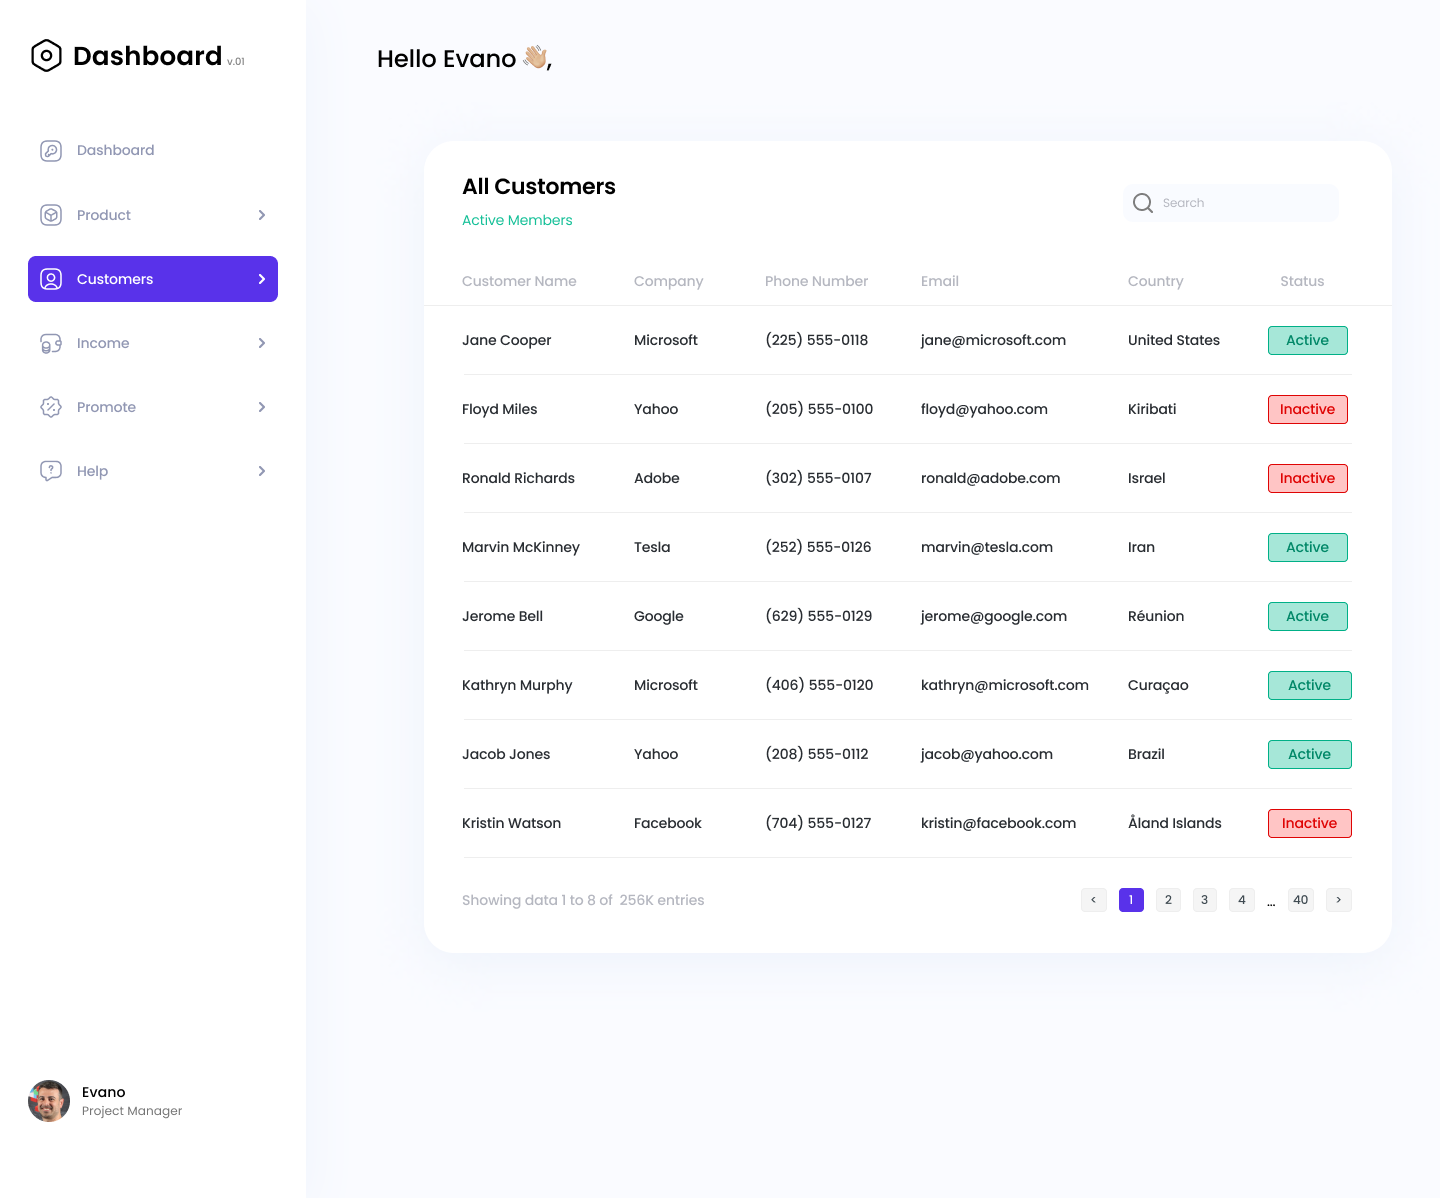 Dashboard v.01
Dashboard
Product
Customers
Income
Promote
Help
Evano
Project Manager
Hello Evano 👋🏼,
All Customers
Active Members
Search
Customer Name Company Phone Number Email Country Status
Jane Cooper Microsoft (225) 555-0118 jane@microsoft.com United States Active
Floyd Miles Yahoo (205) 555-0100 floyd@yahoo.com Kiribati Inactive
Ronald Richards Adobe (302) 555-0107 ronald@adobe.com Israel Inactive
Marvin McKinney Tesla (252) 555-0126 marvin@tesla.com Iran Active
Jerome Bell Google (629) 555-0129 jerome@google.com Réunion Active
Kathryn Murphy Microsoft (406) 555-0120 kathryn@microsoft.com Curaçao Active
Jacob Jones Yahoo (208) 555-0112 jacob@yahoo.com Brazil Active
Kristin Watson Facebook (704) 555-0127 kristin@facebook.com Åland Islands Inactive
Showing data 1 to 8 of 256K entries < 1 2 3 4 ... 40 >